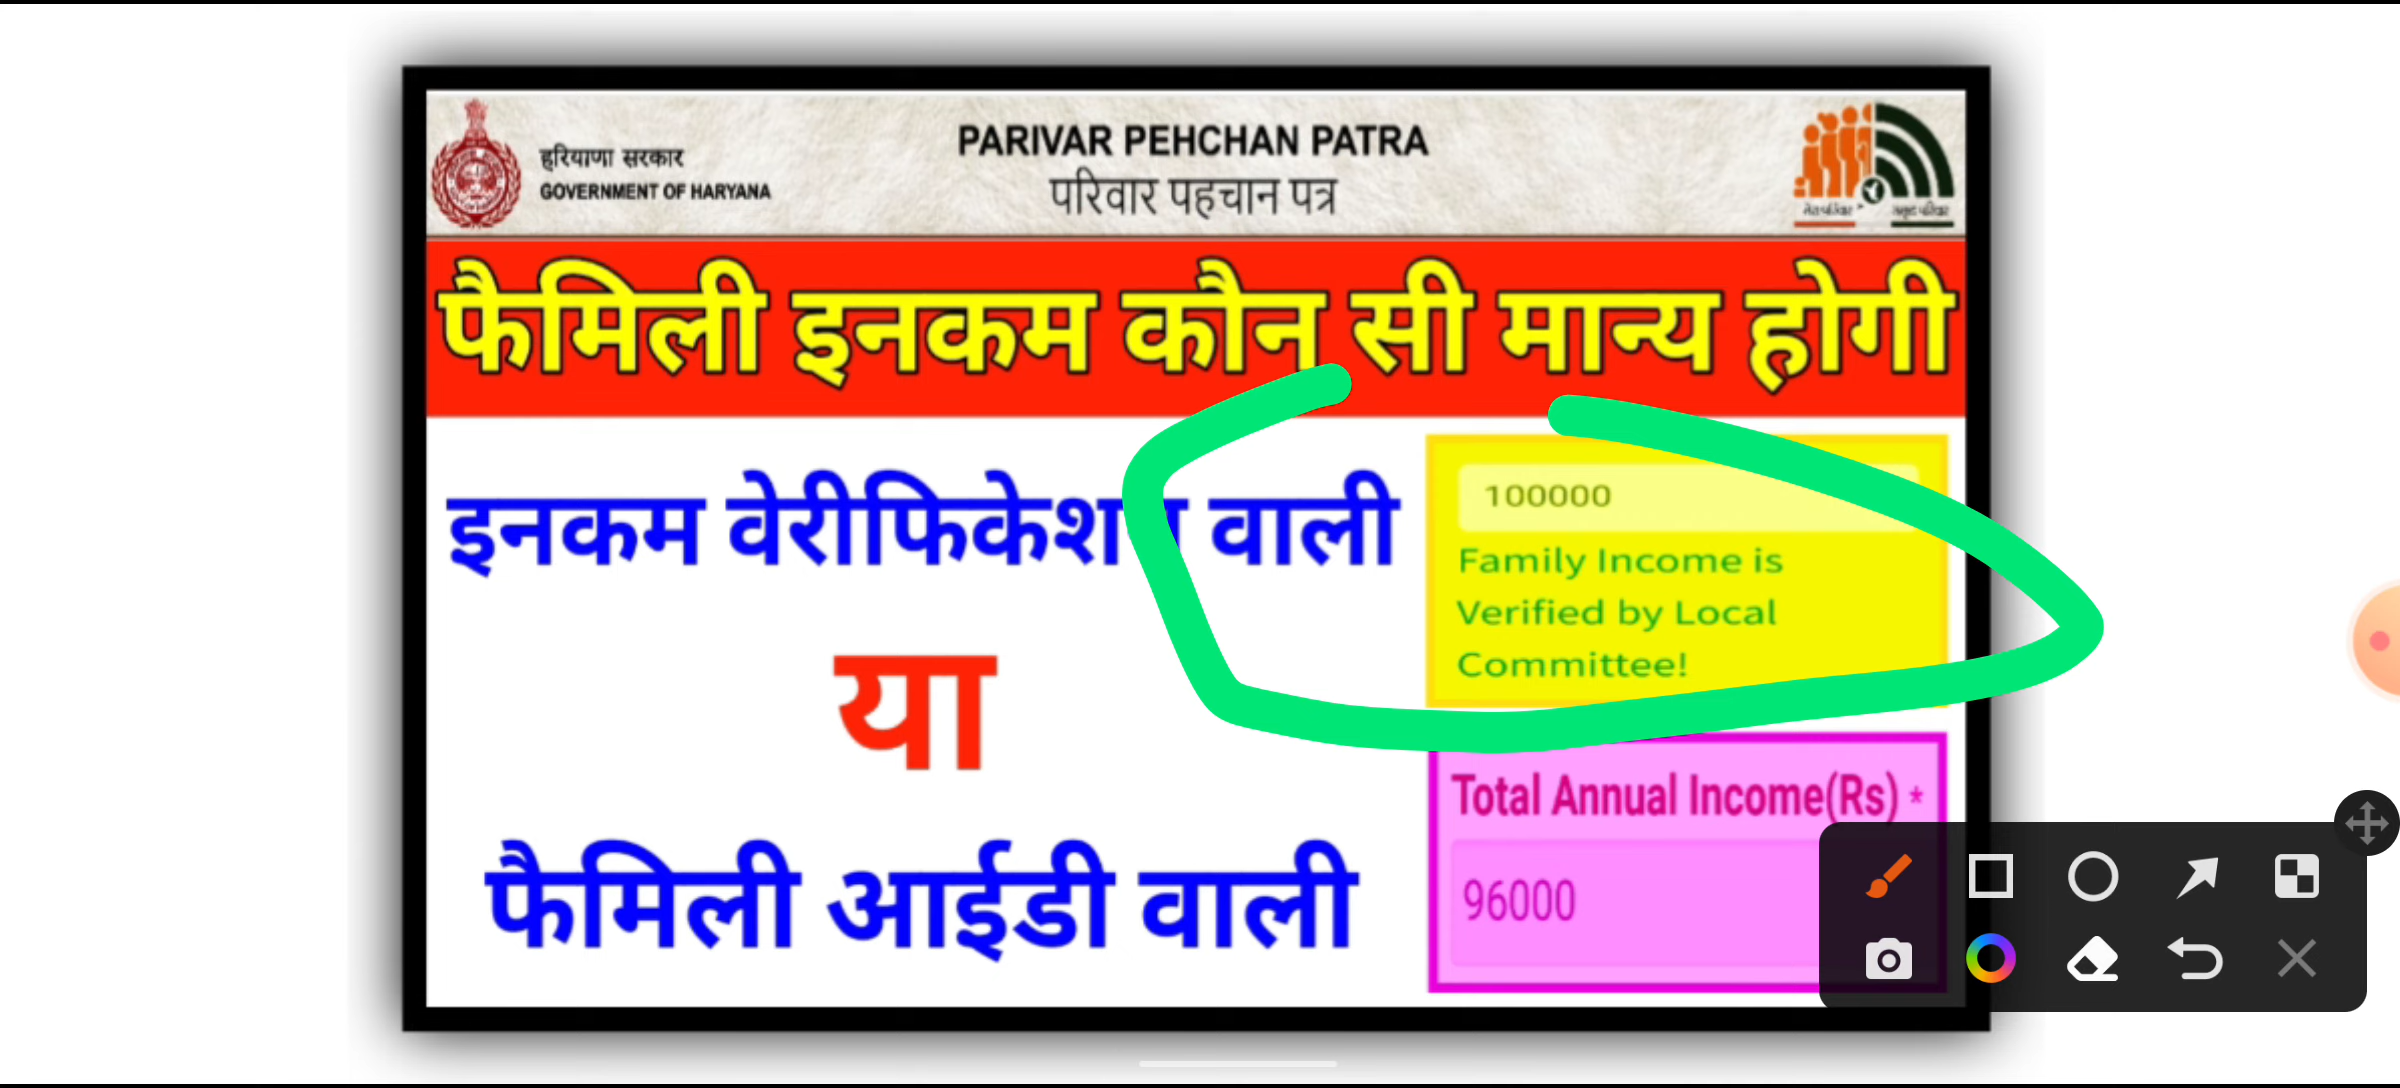 हरियाणा सरकार
GOVERNMENT OF HARYANA
PARIVAR PEHCHAN PATRA
परिवार पहचान पत्र
फैमिली इनकम कौन सी मान्य होगी
इनकम वेरीफिकेशन वाली
100000
Family Income is
Verified by Local
Committee!
या
Total Annual Income(Rs) *
96000
फैमिली आईडी वाली